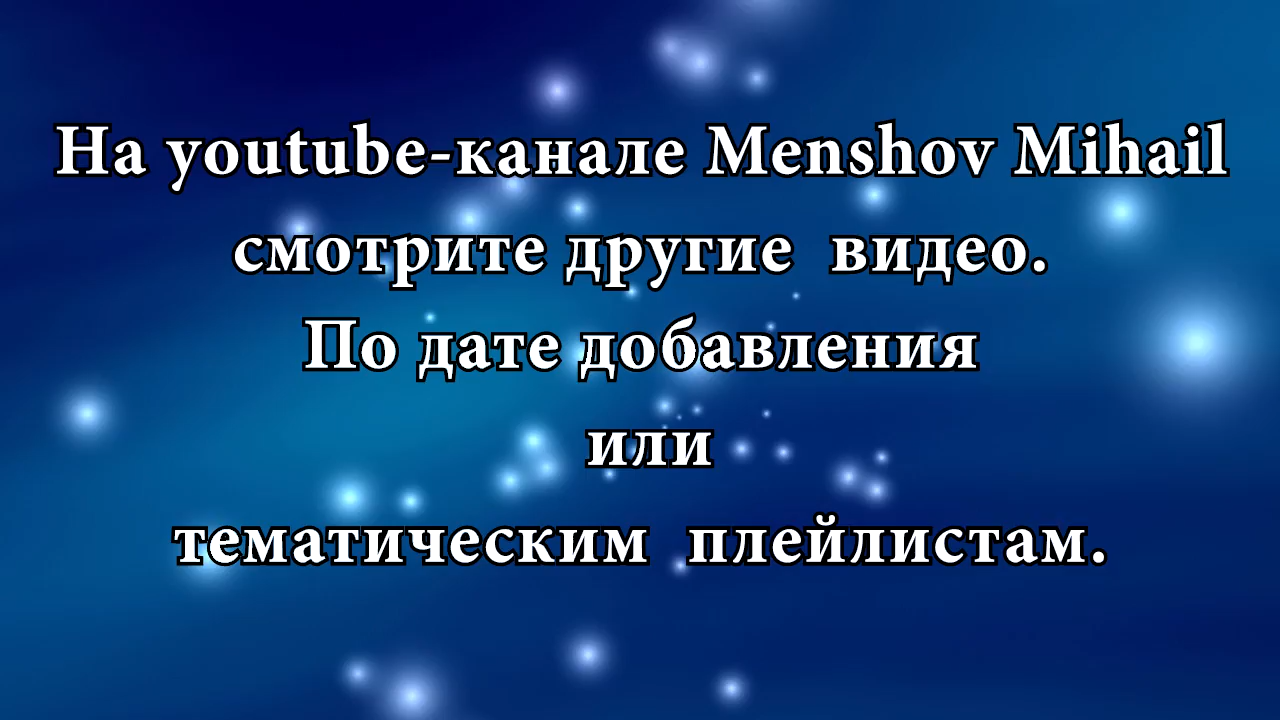 На youtube-канале Menshov Mihail
смотрите другие видео.
По дате добавления
или
тематическим плейлистам.